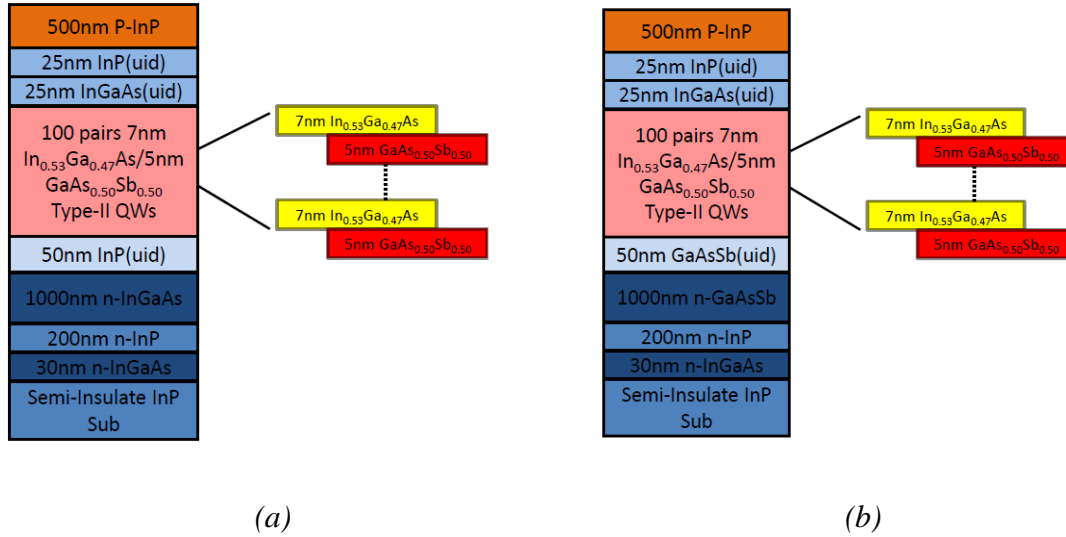 500nm P-InP
25nm InP(uid)
25nm InGaAs(uid)
100 pairs 7nm
In₀.₅₃Ga₀.₄₇As/5nm
GaAs₀.₅₀Sb₀.₅₀
Type-II QWs
50nm InP(uid)
1000nm n-InGaAs
200nm n-InP
30nm n-InGaAs
Semi-Insulate InP
Sub
7nm In₀.₅₃Ga₀.₄₇As
5nm GaAs₀.₅₀Sb₀.₅₀
7nm In₀.₅₃Ga₀.₄₇As
5nm GaAs₀.₅₀Sb₀.₅₀
(a)
500nm P-InP
25nm InP(uid)
25nm InGaAs(uid)
100 pairs 7nm
In₀.₅₃Ga₀.₄₇As/5nm
GaAs₀.₅₀Sb₀.₅₀
Type-II QWs
50nm GaAsSb(uid)
1000nm n-GaAsSb
200nm n-InP
30nm n-InGaAs
Semi-Insulate InP
Sub
7nm In₀.₅₃Ga₀.₄₇As
5nm GaAs₀.₅₀Sb₀.₅₀
7nm In₀.₅₃Ga₀.₄₇As
5nm GaAs₀.₅₀Sb₀.₅₀
(b)